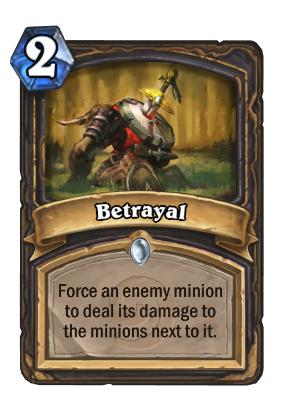 2
Betrayal
Force an enemy minion
to deal its damage to
the minions next to it.